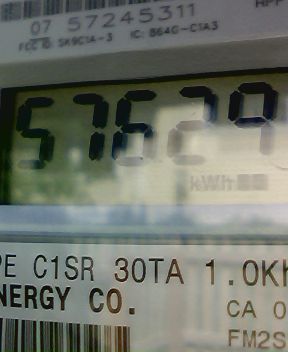 07 57245311
FCC ID: SK9C1A-3 IC: 864G-C1A3
57629
kWh
PE C1SR 30TA 1.0Kh
NERGY CO.
CA 0
FM2S